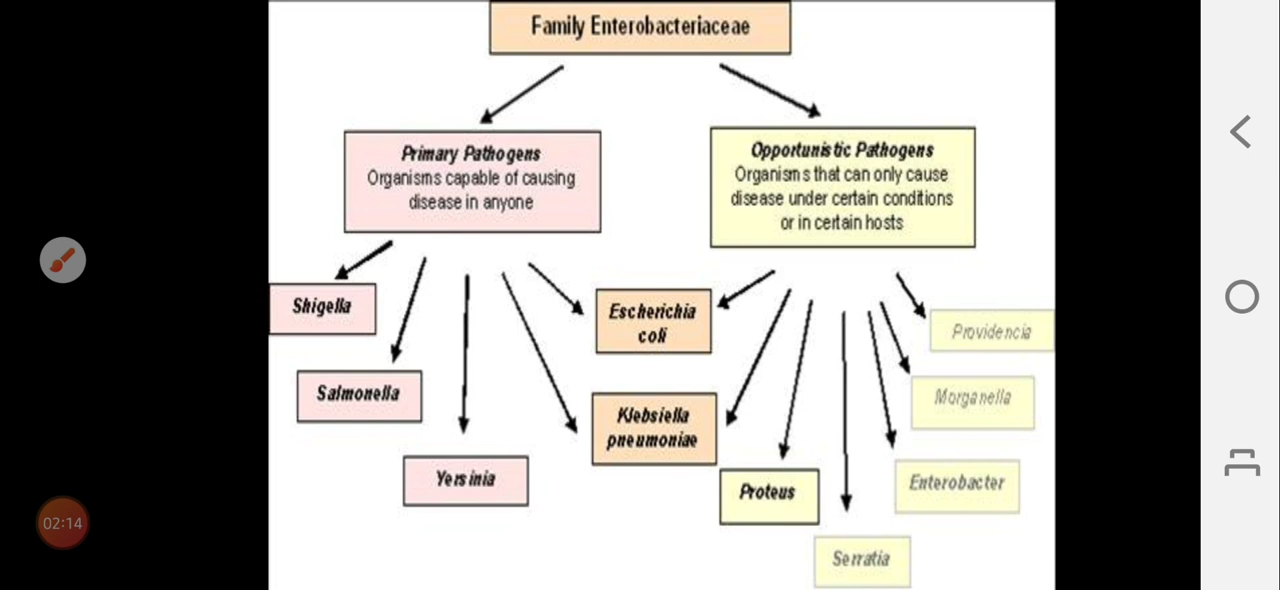 Family Enterobacteriaceae
Primary Pathogens
Organisms capable of causing
disease in anyone
Opportunistic Pathogens
Organisms that can only cause
disease under certain conditions
or in certain hosts
Shigella
Escherichia
coli
Providencia
Salmonella
Morganella
Klebsiella
pneumoniae
Yersinia
Proteus
Enterobacter
Serratia
02:14